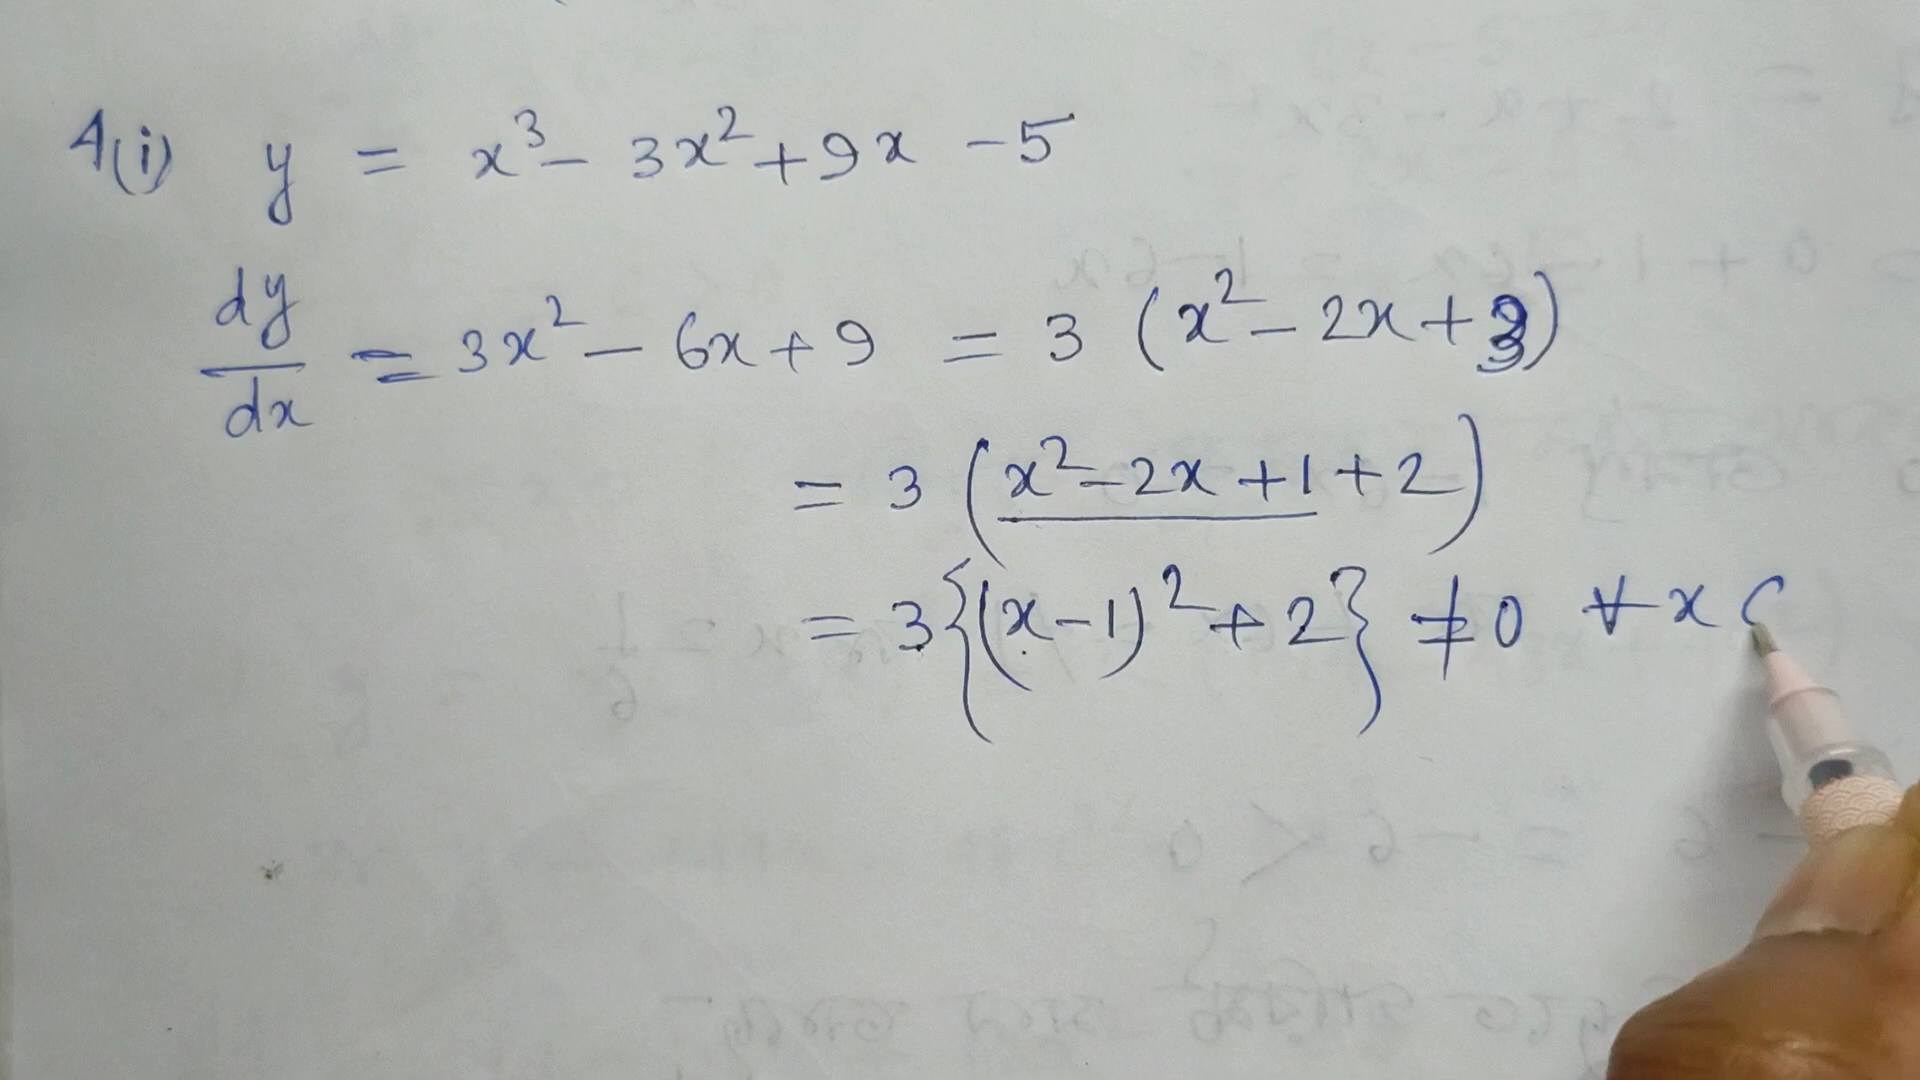 4(i) y = x³ - 3x² + 9x - 5
dy/dx = 3x² - 6x + 9 = 3 (x² - 2x + 3)
= 3 (x² - 2x + 1 + 2)
= 3{(x-1)² + 2} ≠ 0 ∀ x